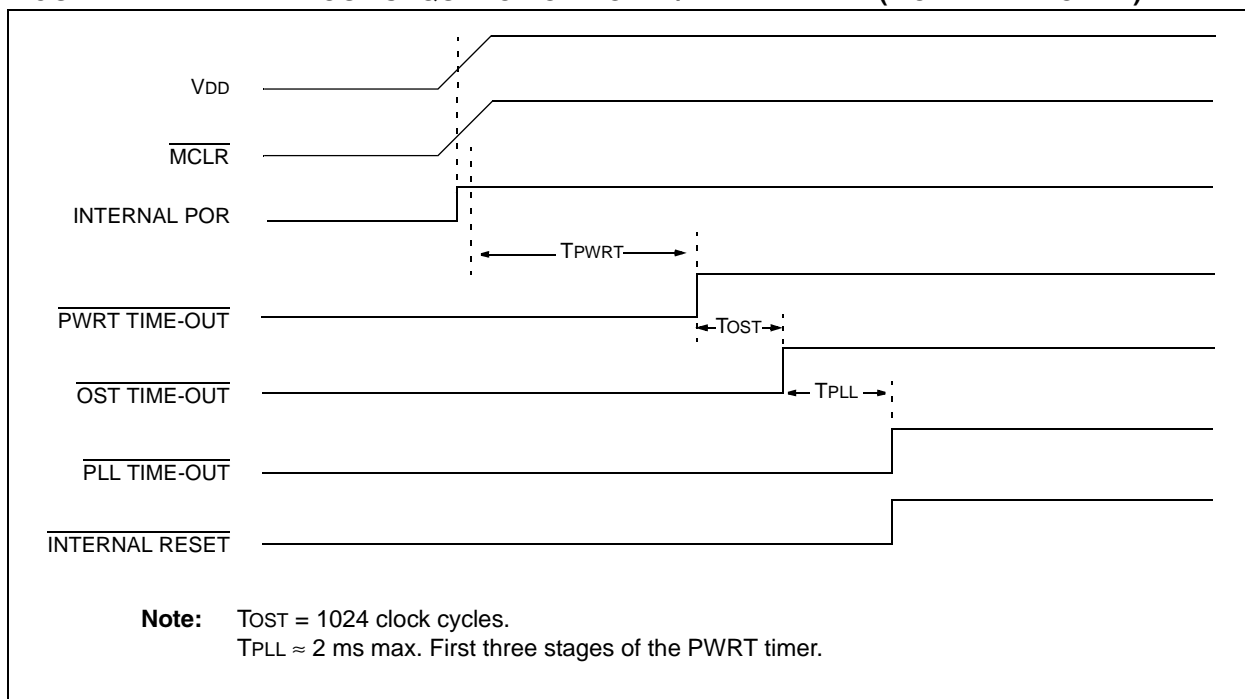 VDD
MCLR
INTERNAL POR
TPWRT
PWRT TIME-OUT
TOST
OST TIME-OUT
TPLL
PLL TIME-OUT
INTERNAL RESET
Note: TOST = 1024 clock cycles.
TPLL ≈ 2 ms max. First three stages of the PWRT timer.